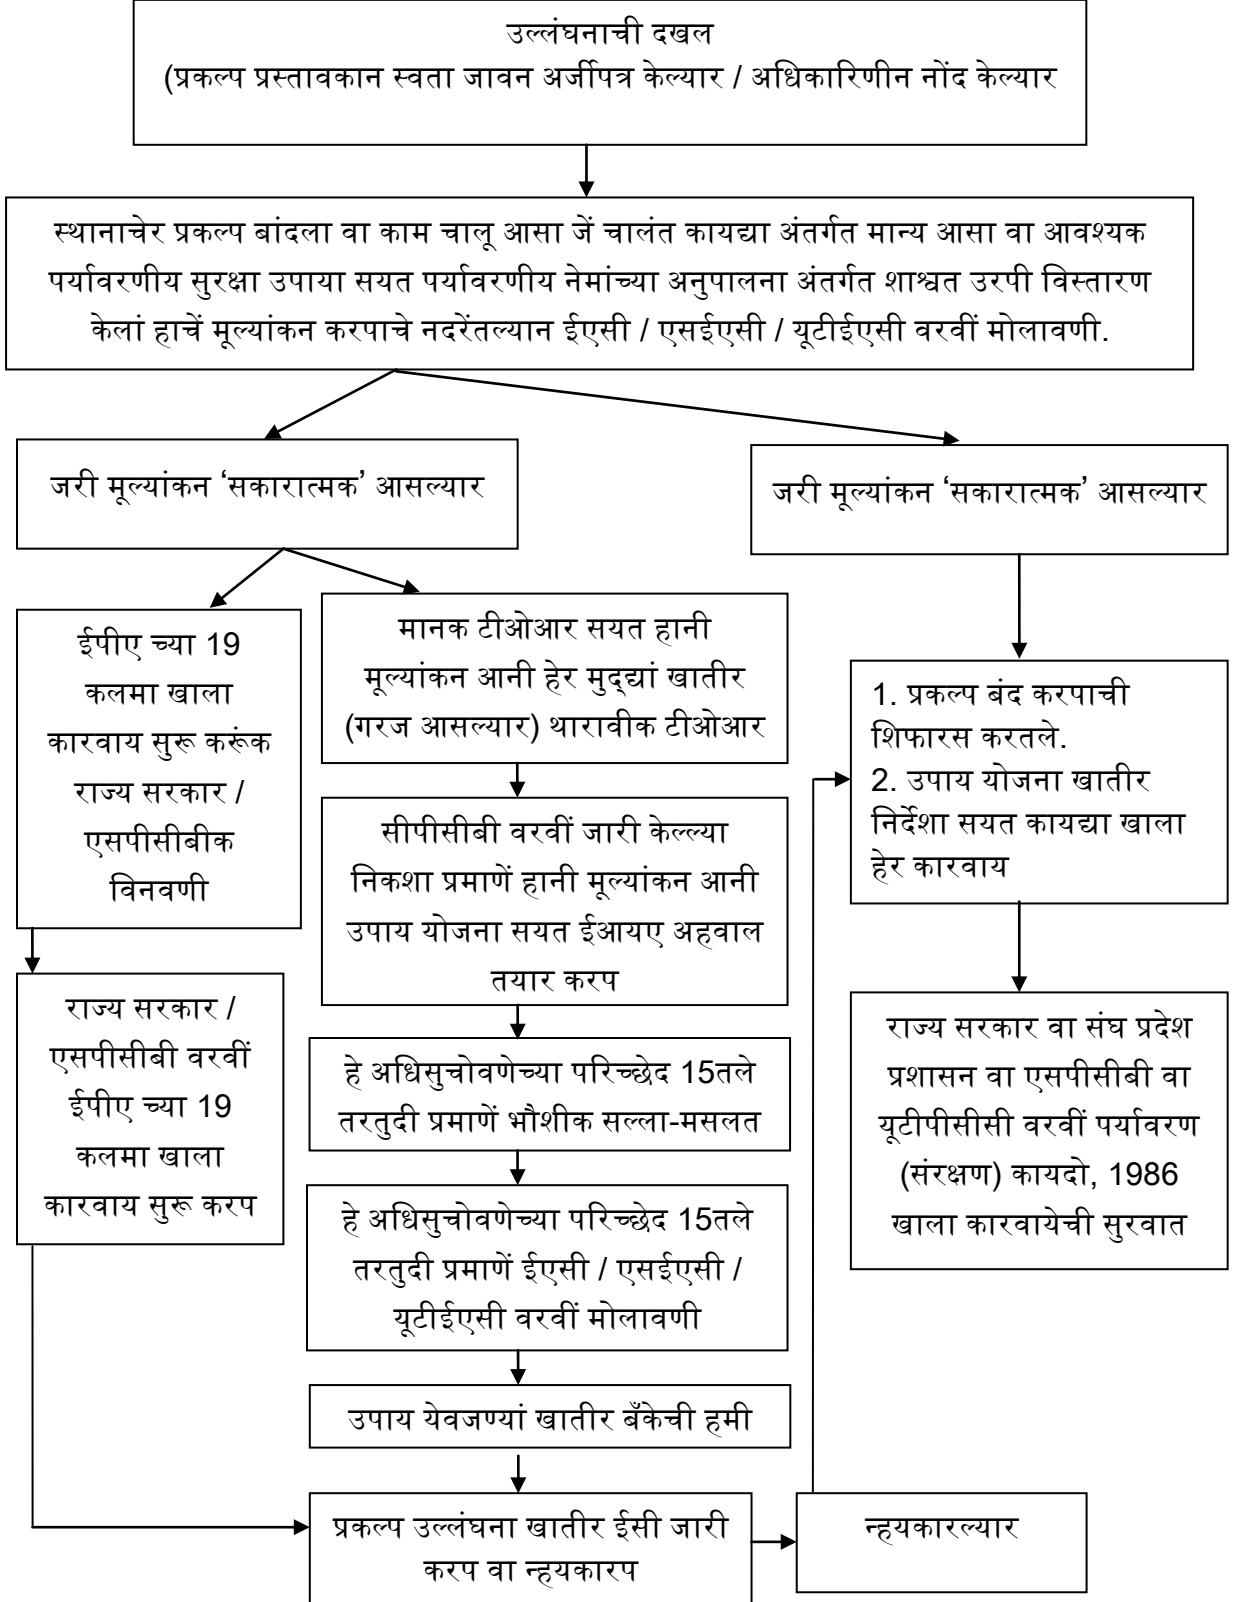 उल्लंघनाची दखल
(प्रकल्प प्रस्तावकान स्वता जावन अर्जीपत्र केल्यार / अधिकारिणीन नोंद केल्यार
स्थानाचेर प्रकल्प बांदला वा काम चालू आसा जें चालंत कायद्या अंतर्गत मान्य आसा वा आवश्यक
पर्यावरणीय सुरक्षा उपाया सयत पर्यावरणीय नेमांच्या अनुपालना अंतर्गत शाश्वत उरपी विस्तारण
केलां हाचें मूल्यांकन करपाचे नदरेंतल्यान ईएसी / एसईएसी / यूटीईएसी वरवीं मोलावणी.
जरी मूल्यांकन ‘सकारात्मक’ आसल्यार
जरी मूल्यांकन ‘सकारात्मक’ आसल्यार
ईपीए च्या 19
कलमा खाला
कारवाय सुरू करूंक
राज्य सरकार /
एसपीसीबीक
विनवणी
मानक टीओआर सयत हानी
मूल्यांकन आनी हेर मुद्द्यां खातीर
(गरज आसल्यार) थारावीक टीओआर
1. प्रकल्प बंद करपाची
शिफारस करतले.
2. उपाय योजना खातीर
निर्देशा सयत कायद्या खाला
हेर कारवाय
सीपीसीबी वरवीं जारी केल्ल्या
निकशा प्रमाणें हानी मूल्यांकन आनी
उपाय योजना सयत ईआयए अहवाल
तयार करप
राज्य सरकार /
एसपीसीबी वरवीं
ईपीए च्या 19
कलमा खाला
कारवाय सुरू करप
हे अधिसुचोवणेच्या परिच्छेद 15तले
तरतुदी प्रमाणें भौशीक सल्ला-मसलत
राज्य सरकार वा संघ प्रदेश
प्रशासन वा एसपीसीबी वा
यूटीपीसीसी वरवीं पर्यावरण
(संरक्षण) कायदो, 1986
खाला कारवायेची सुरवात
हे अधिसुचोवणेच्या परिच्छेद 15तले
तरतुदी प्रमाणें ईएसी / एसईएसी /
यूटीईएसी वरवीं मोलावणी
उपाय येवजण्यां खातीर बँकेची हमी
प्रकल्प उल्लंघना खातीर ईसी जारी
करप वा न्हयकारप
न्हयकारल्यार